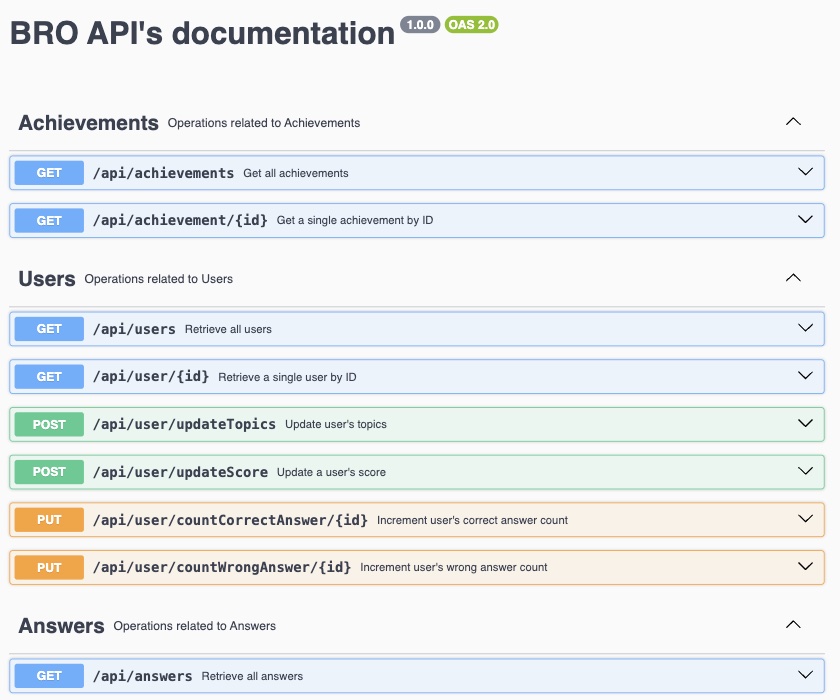 BRO API's documentation 1.0.0 OAS 2.0
Achievements Operations related to Achievements
GET /api/achievements Get all achievements
GET /api/achievement/{id} Get a single achievement by ID
Users Operations related to Users
GET /api/users Retrieve all users
GET /api/user/{id} Retrieve a single user by ID
POST /api/user/updateTopics Update user's topics
POST /api/user/updateScore Update a user's score
PUT /api/user/countCorrectAnswer/{id} Increment user's correct answer count
PUT /api/user/countWrongAnswer/{id} Increment user's wrong answer count
Answers Operations related to Answers
GET /api/answers Retrieve all answers